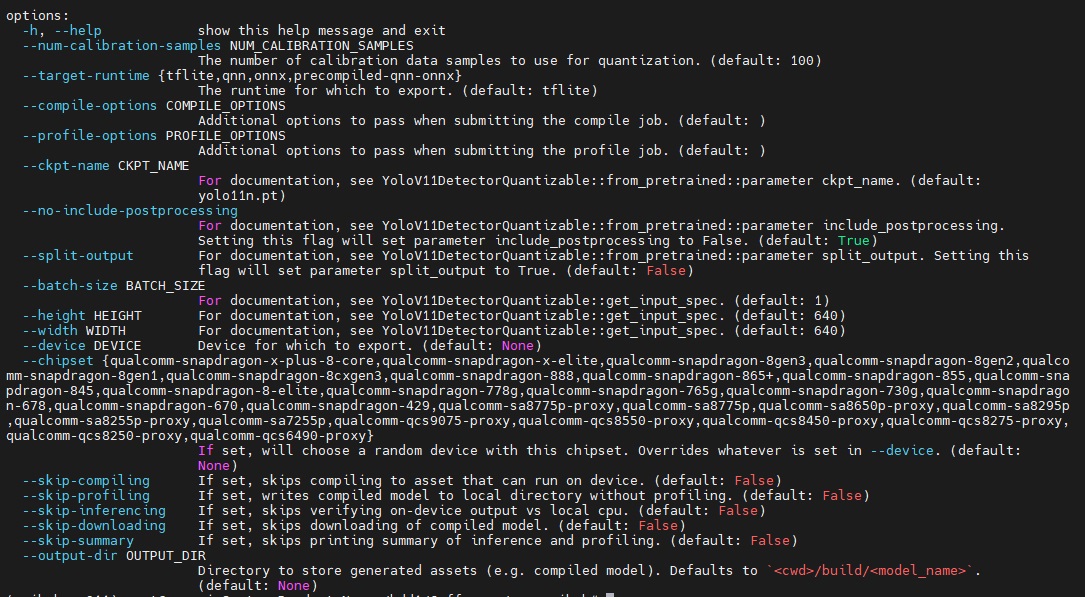 options:
  -h, --help            show this help message and exit
  --num-calibration-samples NUM_CALIBRATION_SAMPLES
                        The number of calibration data samples to use for quantization. (default: 100)
  --target-runtime {tflite,qnn,onnx,precompiled-qnn-onnx}
                        The runtime for which to export. (default: tflite)
  --compile-options COMPILE_OPTIONS
                        Additional options to pass when submitting the compile job. (default: )
  --profile-options PROFILE_OPTIONS
                        Additional options to pass when submitting the profile job. (default: )
  --ckpt-name CKPT_NAME
                        For documentation, see YoloV11DetectorQuantizable::from_pretrained::parameter ckpt_name. (default:
                        yolo11n.pt)
  --no-include-postprocessing
                        For documentation, see YoloV11DetectorQuantizable::from_pretrained::parameter include_postprocessing.
                        Setting this flag will set parameter include_postprocessing to False. (default: True)
  --split-output        For documentation, see YoloV11DetectorQuantizable::from_pretrained::parameter split_output. Setting this
                        flag will set parameter split_output to True. (default: False)
  --batch-size BATCH_SIZE
                        For documentation, see YoloV11DetectorQuantizable::get_input_spec. (default: 1)
  --height HEIGHT       For documentation, see YoloV11DetectorQuantizable::get_input_spec. (default: 640)
  --width WIDTH         For documentation, see YoloV11DetectorQuantizable::get_input_spec. (default: 640)
  --device DEVICE       Device for which to export. (default: None)
  --chipset {qualcomm-snapdragon-x-plus-8-core,qualcomm-snapdragon-x-elite,qualcomm-snapdragon-8gen3,qualcomm-snapdragon-8gen2,qualco
mm-snapdragon-8gen1,qualcomm-snapdragon-8cxgen3,qualcomm-snapdragon-888,qualcomm-snapdragon-865+,qualcomm-snapdragon-855,qualcomm-sna
pdragon-845,qualcomm-snapdragon-8-elite,qualcomm-snapdragon-778g,qualcomm-snapdragon-765g,qualcomm-snapdragon-730g,qualcomm-snapdrago
n-678,qualcomm-snapdragon-670,qualcomm-snapdragon-429,qualcomm-sa8775p-proxy,qualcomm-sa8775p,qualcomm-sa8650p-proxy,qualcomm-sa8295p
,qualcomm-sa8255p-proxy,qualcomm-sa7255p,qualcomm-qcs9075-proxy,qualcomm-qcs8550-proxy,qualcomm-qcs8450-proxy,qualcomm-qcs8275-proxy,
qualcomm-qcs8250-proxy,qualcomm-qcs6490-proxy}
                        If set, will choose a random device with this chipset. Overrides whatever is set in --device. (default:
                        None)
  --skip-compiling      If set, skips compiling to asset that can run on device. (default: False)
  --skip-profiling      If set, writes compiled model to local directory without profiling. (default: False)
  --skip-inferencing    If set, skips verifying on-device output vs local cpu. (default: False)
  --skip-downloading    If set, skips downloading of compiled model. (default: False)
  --skip-summary        If set, skips printing summary of inference and profiling. (default: False)
  --output-dir OUTPUT_DIR
                        Directory to store generated assets (e.g. compiled model). Defaults to `<cwd>/build/<model_name>`.
                        (default: None)